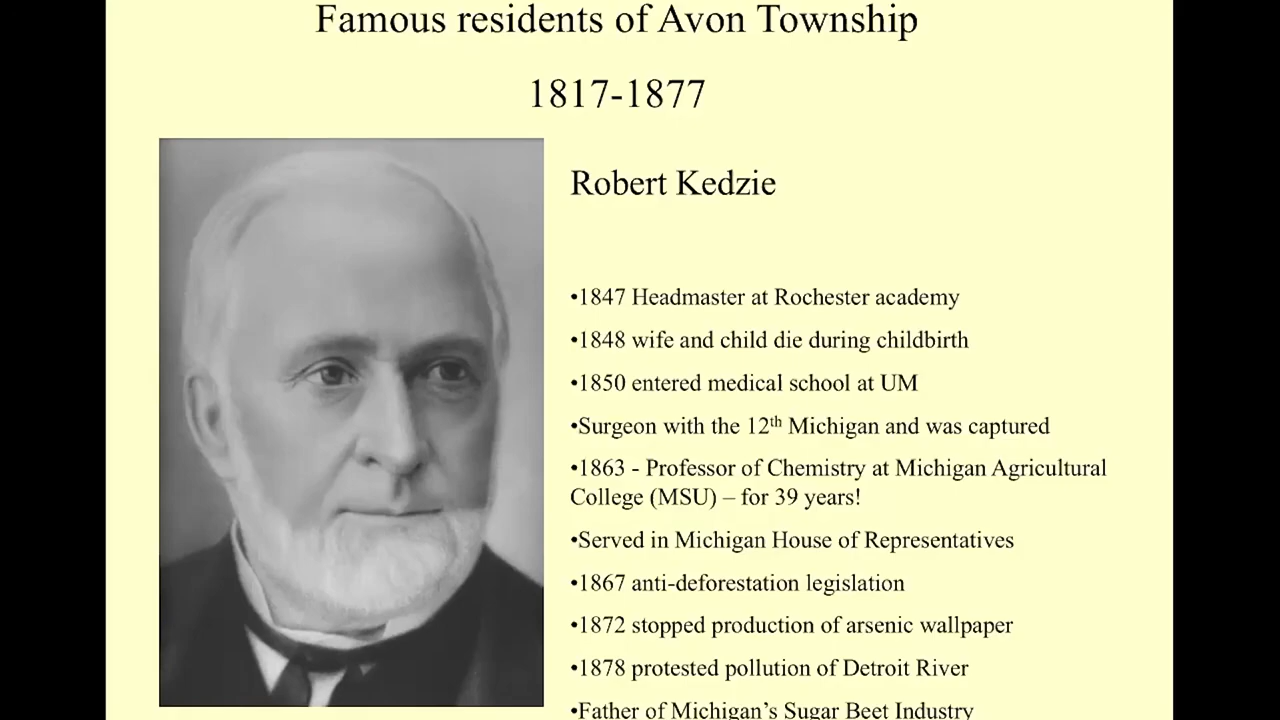 Famous residents of Avon Township
1817-1877
Robert Kedzie
•1847 Headmaster at Rochester academy
•1848 wife and child die during childbirth
•1850 entered medical school at UM
•Surgeon with the 12th Michigan and was captured
•1863 - Professor of Chemistry at Michigan Agricultural
College (MSU) – for 39 years!
•Served in Michigan House of Representatives
•1867 anti-deforestation legislation
•1872 stopped production of arsenic wallpaper
•1878 protested pollution of Detroit River
•Father of Michigan’s Sugar Beet Industry